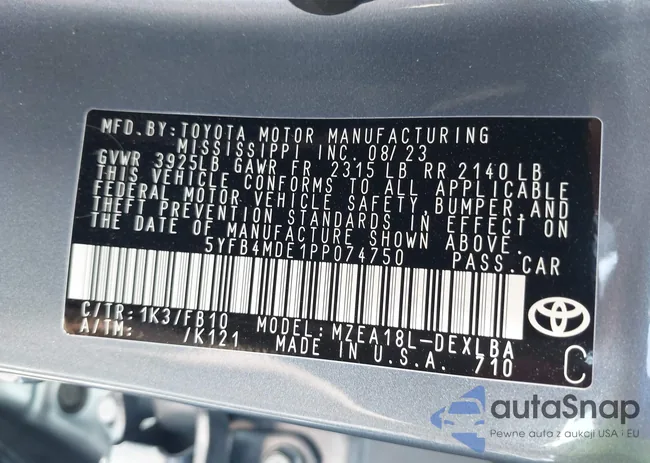 MFD. BY: TOYOTA MOTOR MANUFACTURING
MISSISSIPPI INC. 08/23
GVWR 3925LB GAWR FR 2315 LB RR 2140 LB
THIS VEHICLE CONFORMS TO ALL APPLICABLE
FEDERAL MOTOR VEHICLE SAFETY, BUMPER, AND
THEFT PREVENTION STANDARDS IN EFFECT ON
THE DATE OF MANUFACTURE SHOWN ABOVE.
5YFB4MDE1PP074750 PASS.CAR
C/TR: 1K3/FB10 MODEL: MZEA18L-DEXLBA
A/TM: /K121 MADE IN U.S.A. 710
C
autoSnap
Pewne auta z aukcji USA i EU